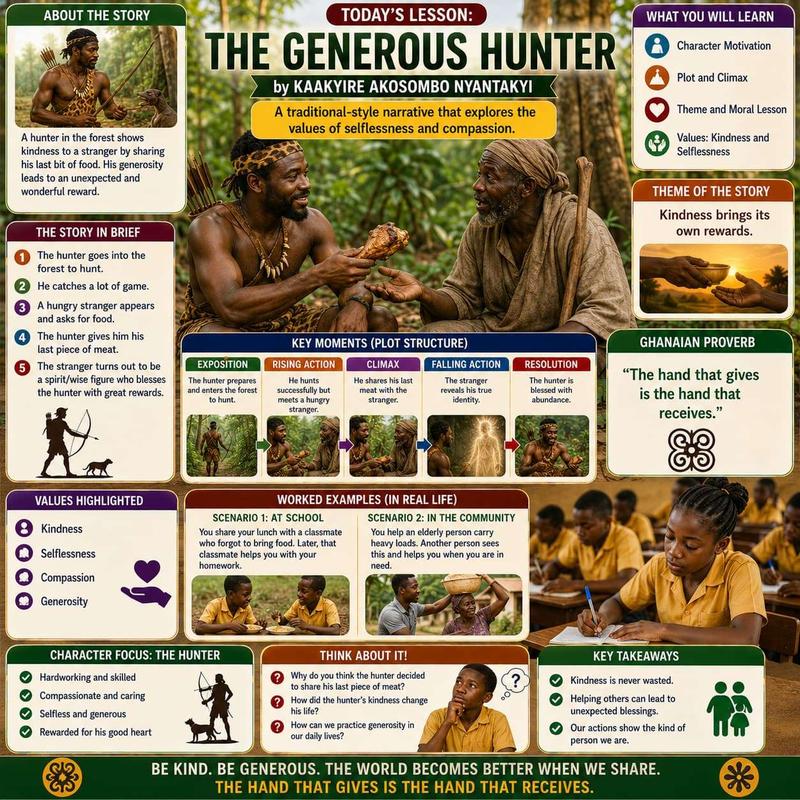 TODAY'S LESSON:
THE GENEROUS HUNTER
by KAAKYIRE AKOSOMBO NYANTAKYI
A traditional-style narrative that explores the
values of selflessness and compassion.
ABOUT THE STORY
A hunter in the forest shows
kindness to a stranger by sharing
his last bit of food. His generosity
leads to an unexpected and
wonderful reward.
WHAT YOU WILL LEARN
Character Motivation
Plot and Climax
Theme and Moral Lesson
Values: Kindness and
Selflessness
THE STORY IN BRIEF
1 The hunter goes into the
forest to hunt.
2 He catches a lot of game.
3 A hungry stranger appears
and asks for food.
4 The hunter gives him his
last piece of meat.
5 The stranger turns out to be
a spirit/wise figure who blesses
the hunter with great rewards.
THEME OF THE STORY
Kindness brings its
own rewards.
KEY MOMENTS (PLOT STRUCTURE)
EXPOSITION
The hunter prepares
and enters the forest
to hunt.
RISING ACTION
He hunts
successfully but
meets a hungry
stranger.
CLIMAX
He shares his last
meat with the
stranger.
FALLING ACTION
The stranger
reveals his true
identity.
RESOLUTION
The hunter is
blessed with
abundance.
GHANAIAN PROVERB
"The hand that gives
is the hand that
receives."
VALUES HIGHLIGHTED
Kindness
Selflessness
Compassion
Generosity
WORKED EXAMPLES (IN REAL LIFE)
SCENARIO 1: AT SCHOOL
You share your lunch with a classmate
who forgot to bring food. Later, that
classmate helps you with your
homework.
SCENARIO 2: IN THE COMMUNITY
You help an elderly person carry
heavy loads. Another person sees
this and helps you when you are in
need.
CHARACTER FOCUS: THE HUNTER
Hardworking and skilled
Compassionate and caring
Selfless and generous
Rewarded for his good heart
THINK ABOUT IT!
? Why do you think the hunter decided
to share his last piece of meat?
? How did the hunter's kindness change
his life?
? How can we practice generosity in
our daily lives?
?
KEY TAKEAWAYS
Kindness is never wasted.
Helping others can lead to
unexpected blessings.
Our actions show the kind of
person we are.
BE KIND. BE GENEROUS. THE WORLD BECOMES BETTER WHEN WE SHARE.
THE HAND THAT GIVES IS THE HAND THAT RECEIVES.